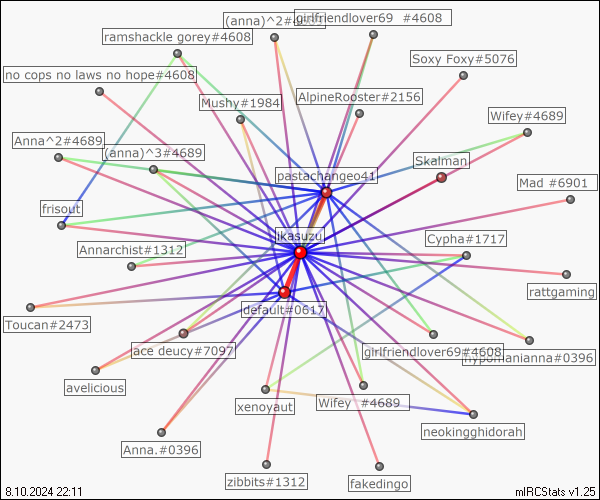 (anna)^2#4689
girlfriendlover69 #4608
ramshackle gorey#4608
Soxy Foxy#5076
no cops no laws no hope#4608
Mushy#1984
AlpineRooster#2156
Wifey#4689
Anna^2#4689
(anna)^3#4689
Skalman
pastachangeo41
Mad #6901
frisout
ikasuzu
Cypha#1717
Annarchist#1312
rattgaming
default#0617
Toucan#2473
ace deucy#7097
girlfriendlover69#4608
hypomanianna#0396
avelicious
xenoyaut
Wifey #4689
neokingghidorah
Anna.#0396
zibbits#1312
fakedingo
8.10.2024 22:11
mIRCStats v1.25